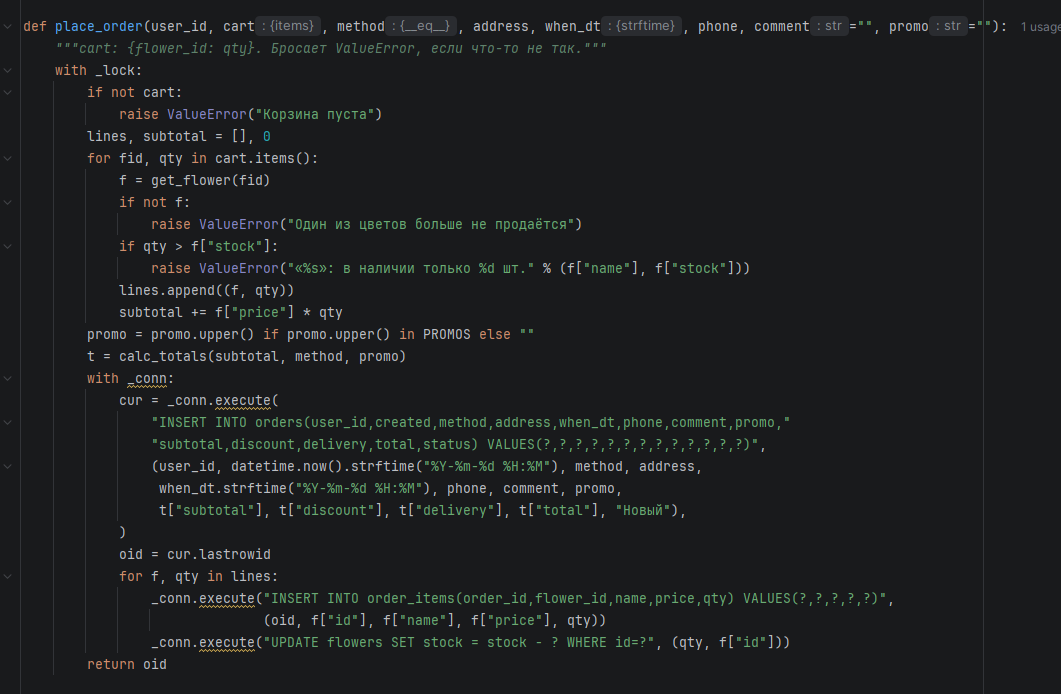 def place_order(user_id, cart : {items} , method : {__eq__} , address, when_dt : {strftime} , phone, comment : str ="", promo : str =""):  1 usage
    """cart: {flower_id: qty}. Бросает ValueError, если что-то не так."""
    with _lock:
        if not cart:
            raise ValueError("Корзина пуста")
        lines, subtotal = [], 0
        for fid, qty in cart.items():
            f = get_flower(fid)
            if not f:
                raise ValueError("Один из цветов больше не продаётся")
            if qty > f["stock"]:
                raise ValueError("«%s»: в наличии только %d шт." % (f["name"], f["stock"]))
            lines.append((f, qty))
            subtotal += f["price"] * qty
        promo = promo.upper() if promo.upper() in PROMOS else ""
        t = calc_totals(subtotal, method, promo)
        with _conn:
            cur = _conn.execute(
                "INSERT INTO orders(user_id,created,method,address,when_dt,phone,comment,promo,"
                "subtotal,discount,delivery,total,status) VALUES(?,?,?,?,?,?,?,?,?,?,?,?,?)",
                (user_id, datetime.now().strftime("%Y-%m-%d %H:%M"), method, address,
                 when_dt.strftime("%Y-%m-%d %H:%M"), phone, comment, promo,
                 t["subtotal"], t["discount"], t["delivery"], t["total"], "Новый"),
            )
            oid = cur.lastrowid
            for f, qty in lines:
                _conn.execute("INSERT INTO order_items(order_id,flower_id,name,price,qty) VALUES(?,?,?,?,?)",
                              (oid, f["id"], f["name"], f["price"], qty))
                _conn.execute("UPDATE flowers SET stock = stock - ? WHERE id=?", (qty, f["id"]))
        return oid